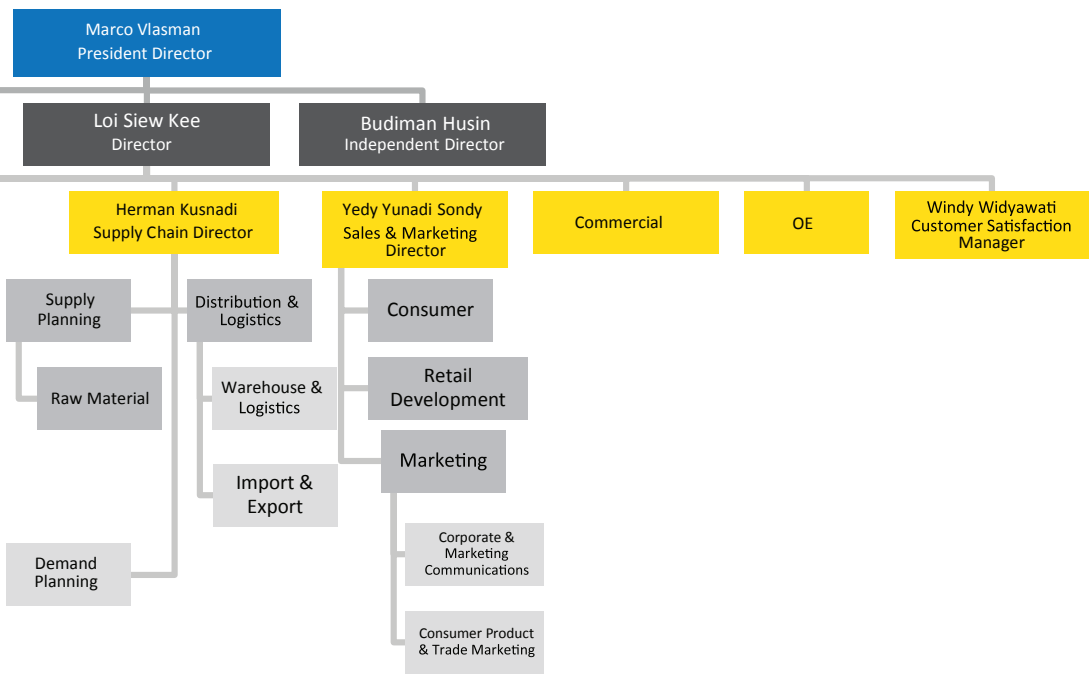 Marco Vlasman
President Director
Loi Siew Kee
Director
Budiman Husin
Independent Director
Herman Kusnadi
Supply Chain Director
Yedy Yunadi Sondy
Sales & Marketing
Director
Commercial
OE
Windy Widyawati
Customer Satisfaction
Manager
Supply
Planning
Distribution &
Logistics
Consumer
Raw Material
Warehouse &
Logistics
Retail
Development
Marketing
Import &
Export
Corporate &
Marketing
Communications
Demand
Planning
Consumer Product
& Trade Marketing